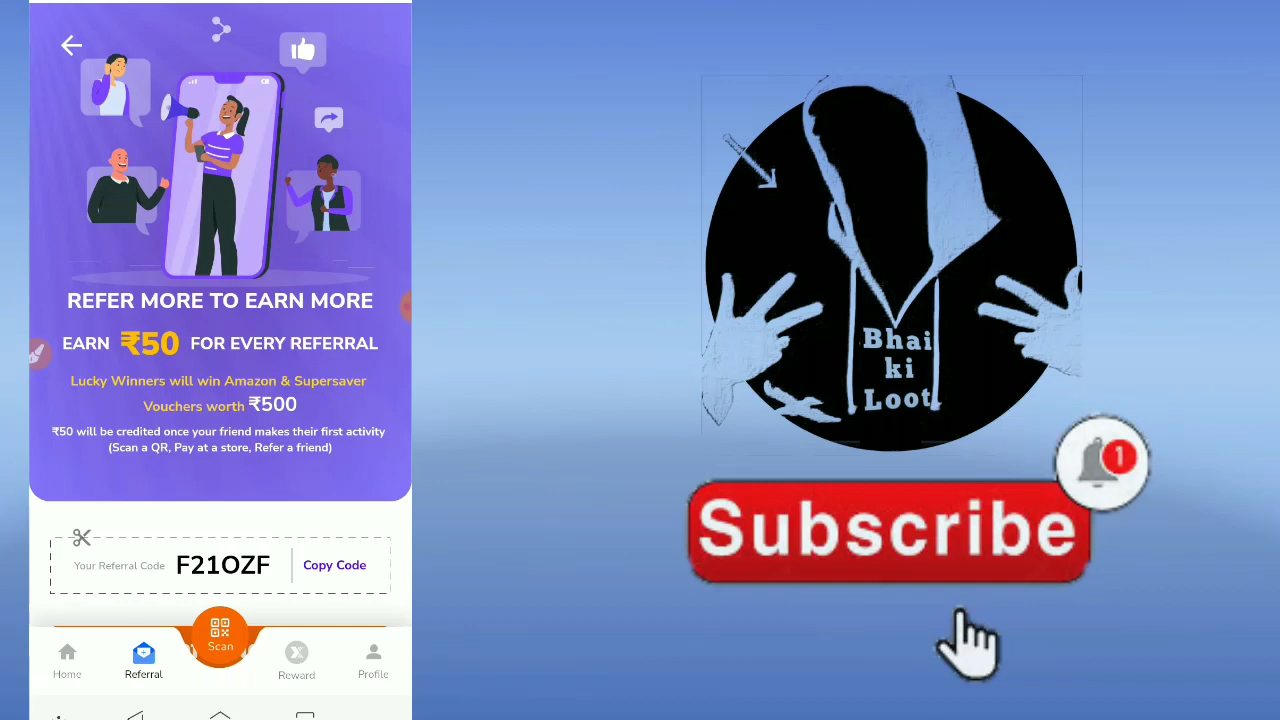 REFER MORE TO EARN MORE
EARN ₹50 FOR EVERY REFERRAL
Lucky Winners will win Amazon & Supersaver
Vouchers worth ₹500
₹50 will be credited once your friend makes their first activity
(Scan a QR, Pay at a store, Refer a friend)
Your Referral Code F21OZF Copy Code
Scan
Home
Referral
Reward
Profile
Bhai
ki
Loot
1
Subscribe